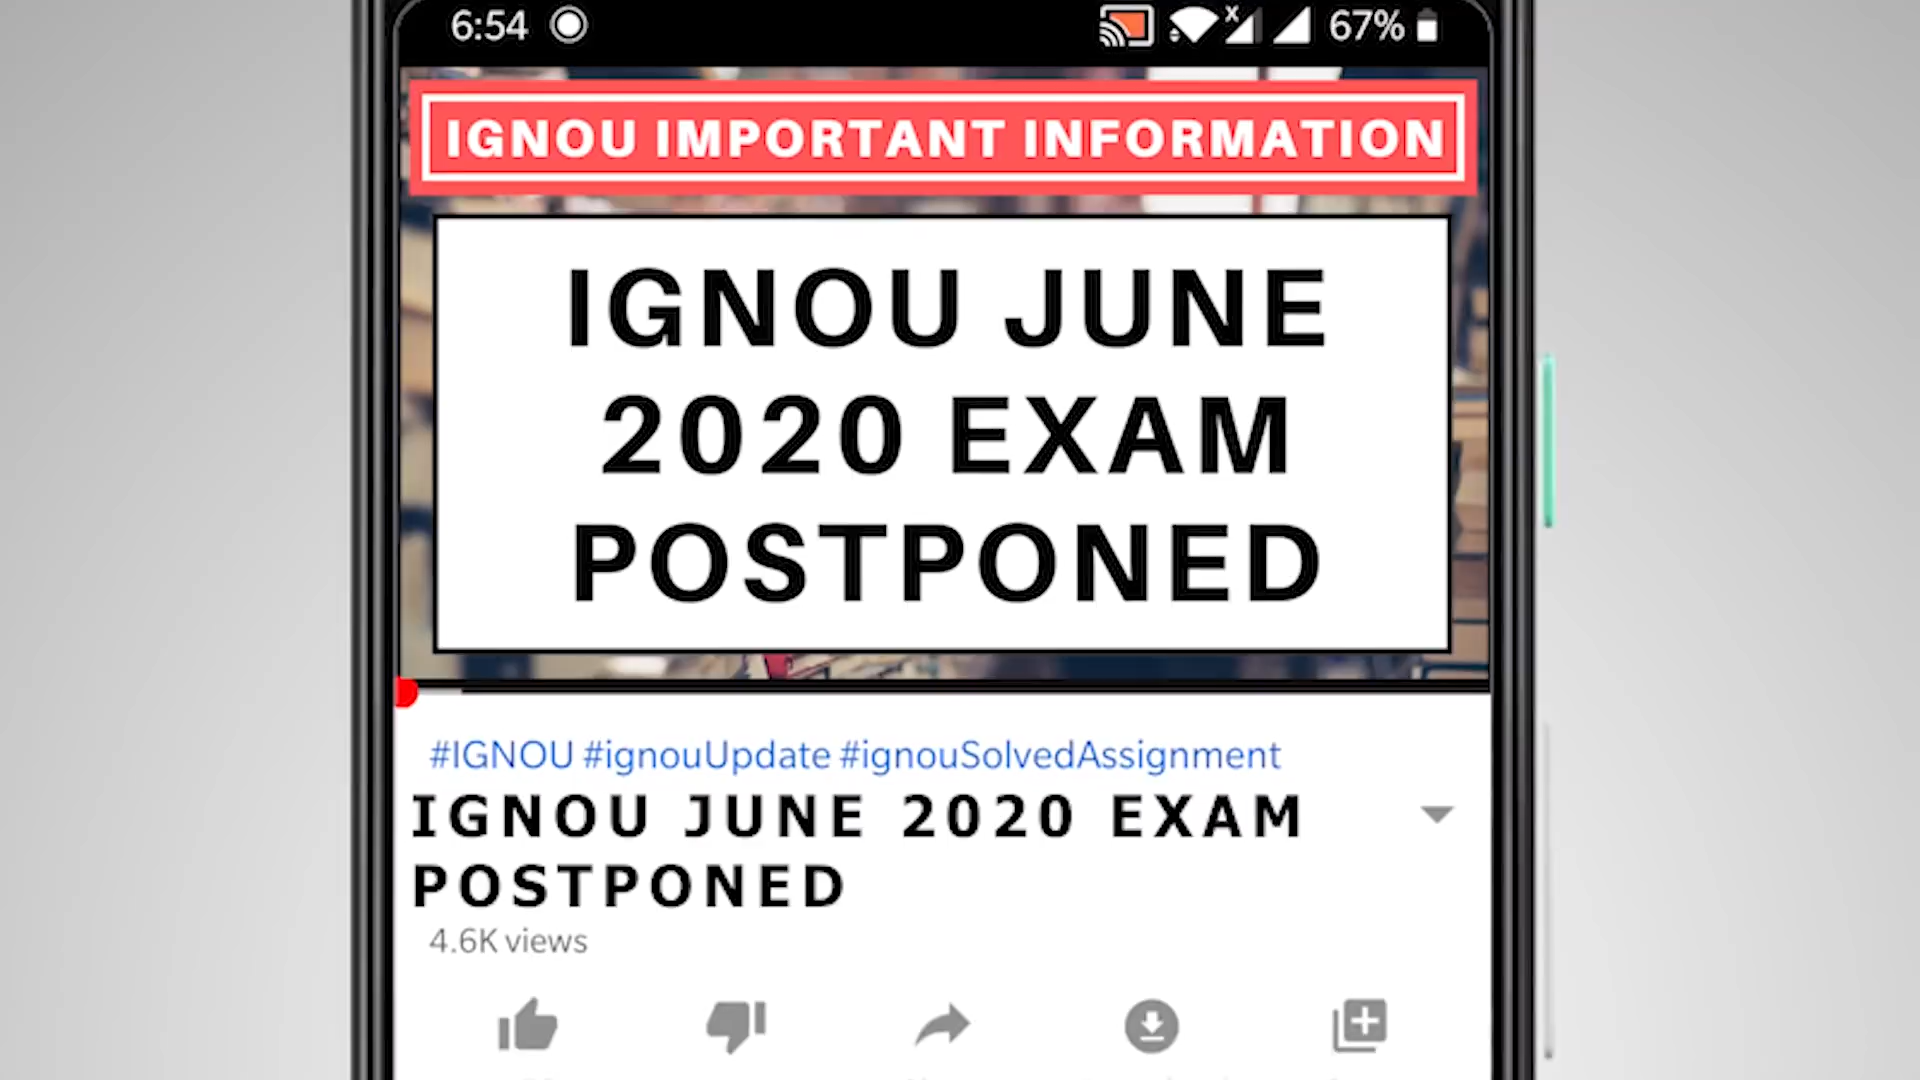 6:54
67%
IGNOU IMPORTANT INFORMATION
IGNOU JUNE
2020 EXAM
POSTPONED
#IGNOU #ignouUpdate #ignouSolvedAssignment
IGNOU JUNE 2020 EXAM
POSTPONED
4.6K views